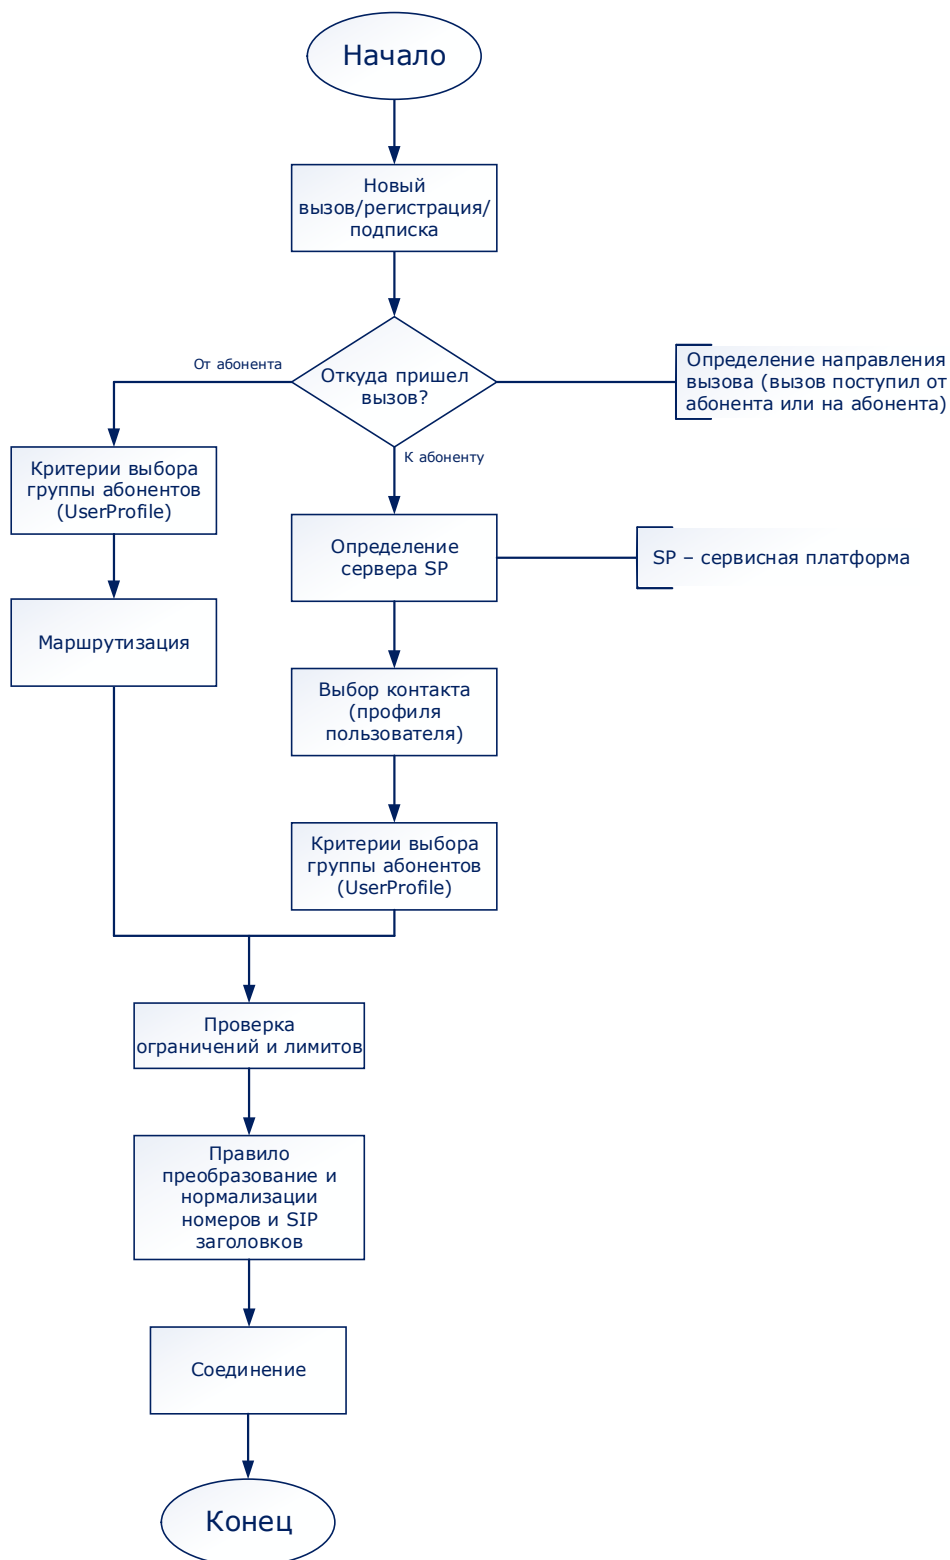 Начало
Новый
вызов/регистрация/
подписка
От абонента
Откуда пришел
вызов?
Определение направления
вызова (вызов поступил от
абонента или на абонента)
К абоненту
Критерии выбора
группы абонентов
(UserProfile)
Определение
сервера SP
SP – сервисная платформа
Маршрутизация
Выбор контакта
(профиля
пользователя)
Критерии выбора
группы абонентов
(UserProfile)
Проверка
ограничений и лимитов
Правило
преобразование и
нормализации
номеров и SIP
заголовков
Соединение
Конец